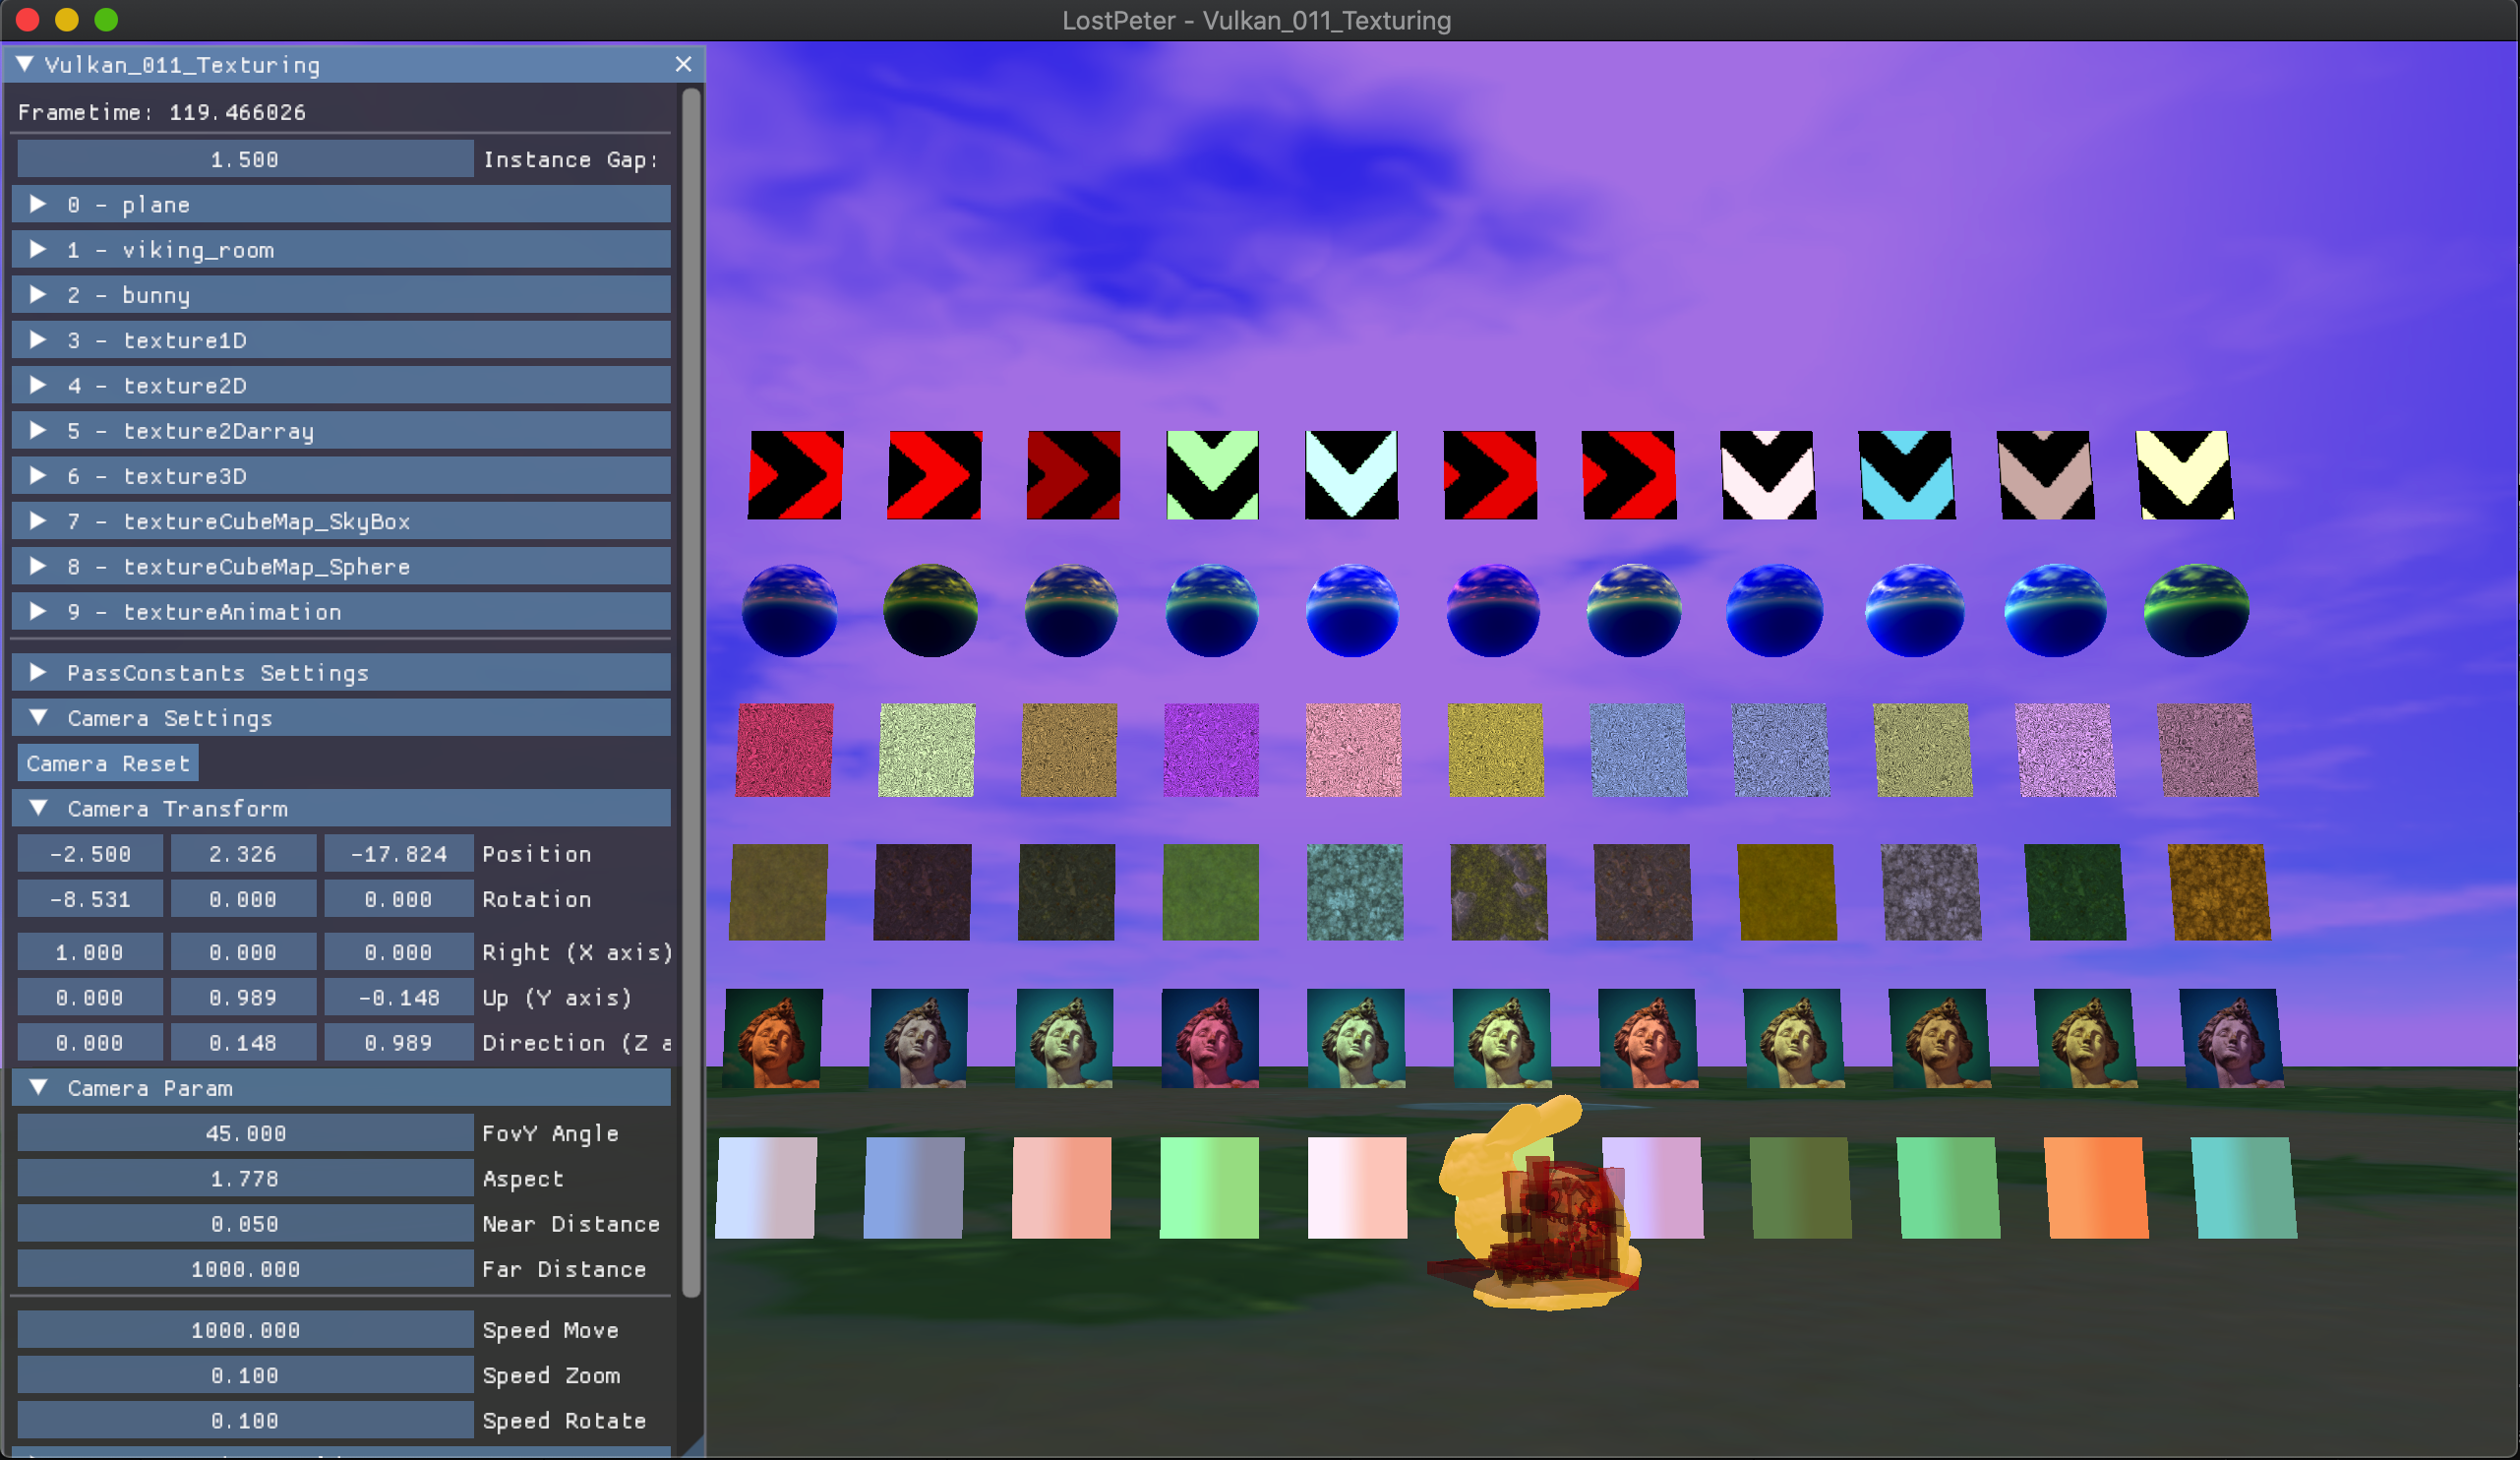 LostPeter - Vulkan_011_Texturing
Vulkan_011_Texturing
Frametime: 119.466026
1.500 Instance Gap:
0 - plane
1 - viking_room
2 - bunny
3 - texture1D
4 - texture2D
5 - texture2Darray
6 - texture3D
7 - textureCubeMap_SkyBox
8 - textureCubeMap_Sphere
9 - textureAnimation
PassConstants Settings
Camera Settings
Camera Reset
Camera Transform
-2.500 2.326 -17.824 Position
-8.531 0.000 0.000 Rotation
1.000 0.000 0.000 Right (X axis)
0.000 0.989 -0.148 Up (Y axis)
0.000 0.148 0.989 Direction (Z a
Camera Param
45.000 FovY Angle
1.778 Aspect
0.050 Near Distance
1000.000 Far Distance
1000.000 Speed Move
0.100 Speed Zoom
0.100 Speed Rotate